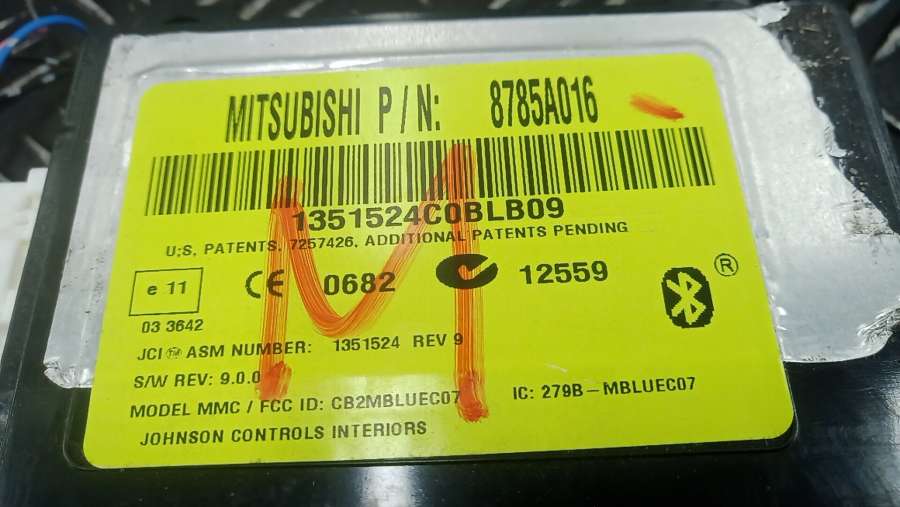 MITSUBISHI P/N: 8785A016
1351524C0BLB09
U;S, PATENTS, 7257426, ADDITIONAL PATENTS PENDING
e 11 CE 0682 12559 ®
03 3642
JCI ™ ASM NUMBER: 1351524 REV 9
S/W REV: 9.0.0
MODEL MMC / FCC ID: CB2MBLUEC07 IC: 279B-MBLUEC07
JOHNSON CONTROLS INTERIORS
M